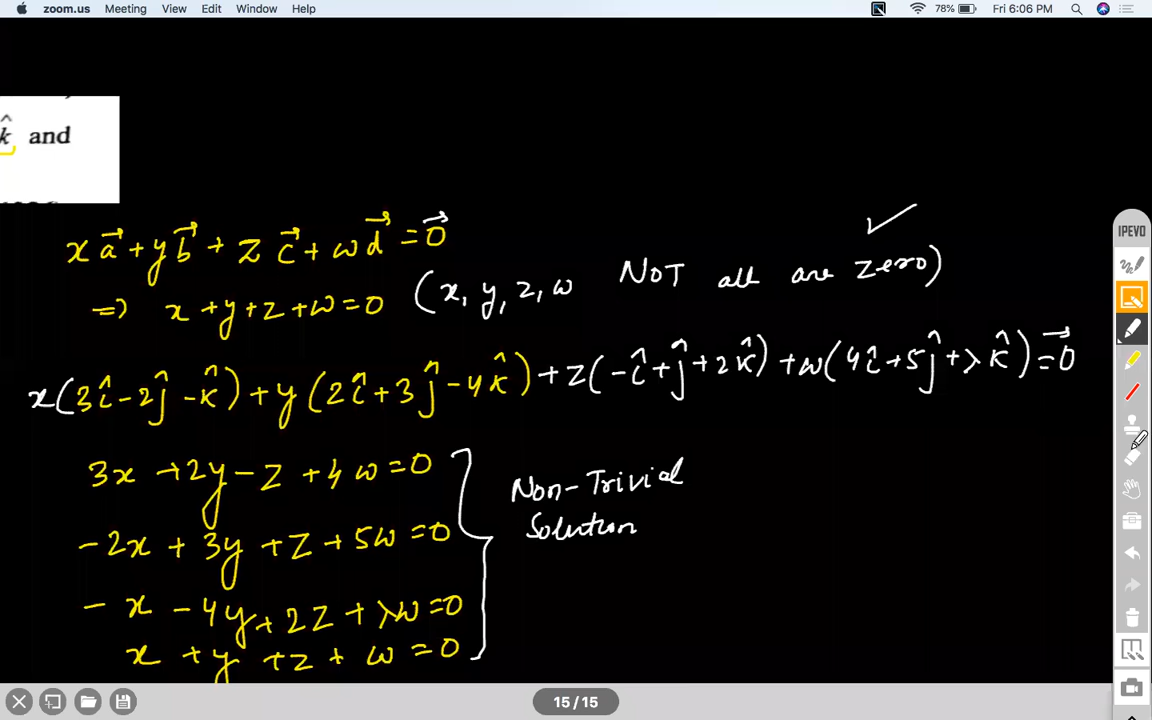 zoom.us Meeting View Edit Window Help 78% Fri 6:06 PM
k̂ and
x a⃗ + y b⃗ + z c⃗ + w d⃗ = 0⃗
⇒ x + y + z + w = 0 (x, y, z, w NOT all are zero) ✓
x(3î - 2ĵ - k̂) + y(2î + 3ĵ - 4k̂) + z(-î + ĵ + 2k̂) + w(4î + 5ĵ + λk̂) = 0⃗
3x + 2y - z + 4w = 0
Non-Trivial
Solution
-2x + 3y + z + 5w = 0
- x - 4y + 2z + λw = 0
x + y + z + w = 0
IPEVO
15/15